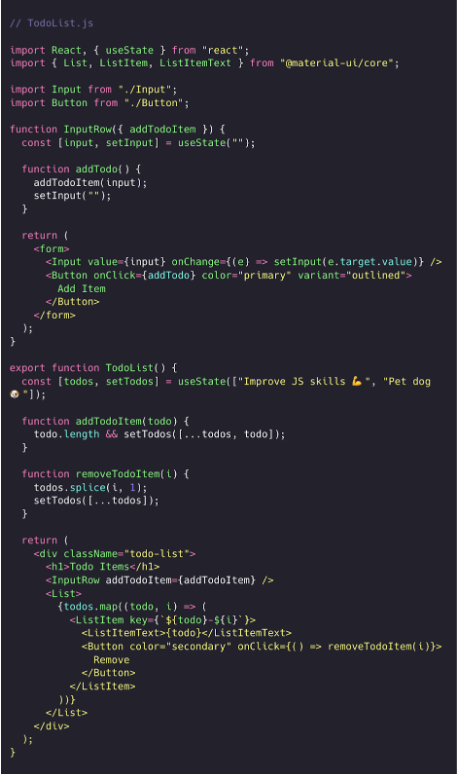 // TodoList.js
import React, { useState } from "react";
import { List, ListItem, ListItemText } from "@material-ui/core";
import Input from "./Input";
import Button from "./Button";
function InputRow({ addTodoItem }) {
  const [input, setInput] = useState("");
  function addTodo() {
    addTodoItem(input);
    setInput("");
  }
  return (
    <form>
      <Input value={input} onChange={(e) => setInput(e.target.value)} />
      <Button onClick={addTodo} color="primary" variant="outlined">
        Add Item
      </Button>
    </form>
  );
}
export function TodoList() {
  const [todos, setTodos] = useState(["Improve JS skills 💪", "Pet dog
🐶"]);
  function addTodoItem(todo) {
    todo.length && setTodos([...todos, todo]);
  }
  function removeTodoItem(i) {
    todos.splice(i, 1);
    setTodos([...todos]);
  }
  return (
    <div className="todo-list">
      <h1>Todo Items</h1>
      <InputRow addTodoItem={addTodoItem} />
      <List>
        {todos.map((todo, i) => (
          <ListItem key={`${todo}-${i}`}>
            <ListItemText>{todo}</ListItemText>
            <Button color="secondary" onClick={() => removeTodoItem(i)}>
              Remove
            </Button>
          </ListItem>
        ))}
      </List>
    </div>
  );
}